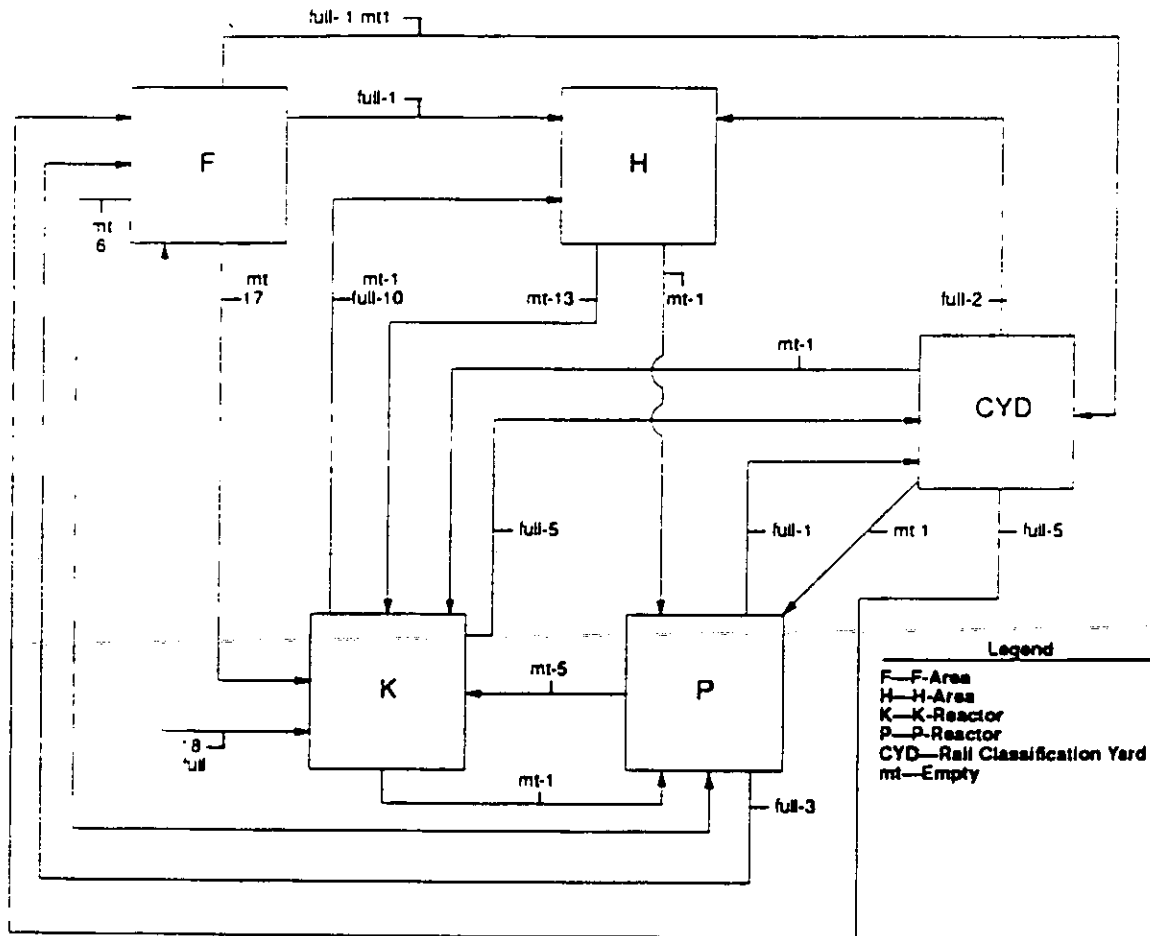 full- 1 mt1
full-1
F
H
mt
6
mt
17
mt-1
full-10
mt-13
mt-1
full-2
mt-1
CYD
full-5
full-1
mt 1
full-5
K
mt-5
P
18
full
mt-1
full-3
Legend
F—F-Area
H—H-Area
K—K-Reactor
P—P-Reactor
CYD—Rail Classification Yard
mt—Empty